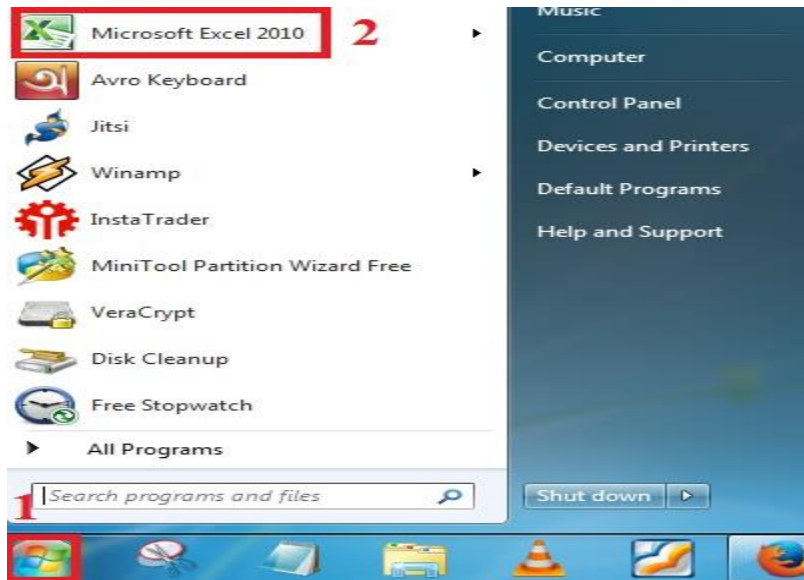 Microsoft Excel 2010
2
Avro Keyboard
Jitsi
Winamp
InstaTrader
MiniTool Partition Wizard Free
VeraCrypt
Disk Cleanup
Free Stopwatch
All Programs
1
Search programs and files
Music
Computer
Control Panel
Devices and Printers
Default Programs
Help and Support
Shut down